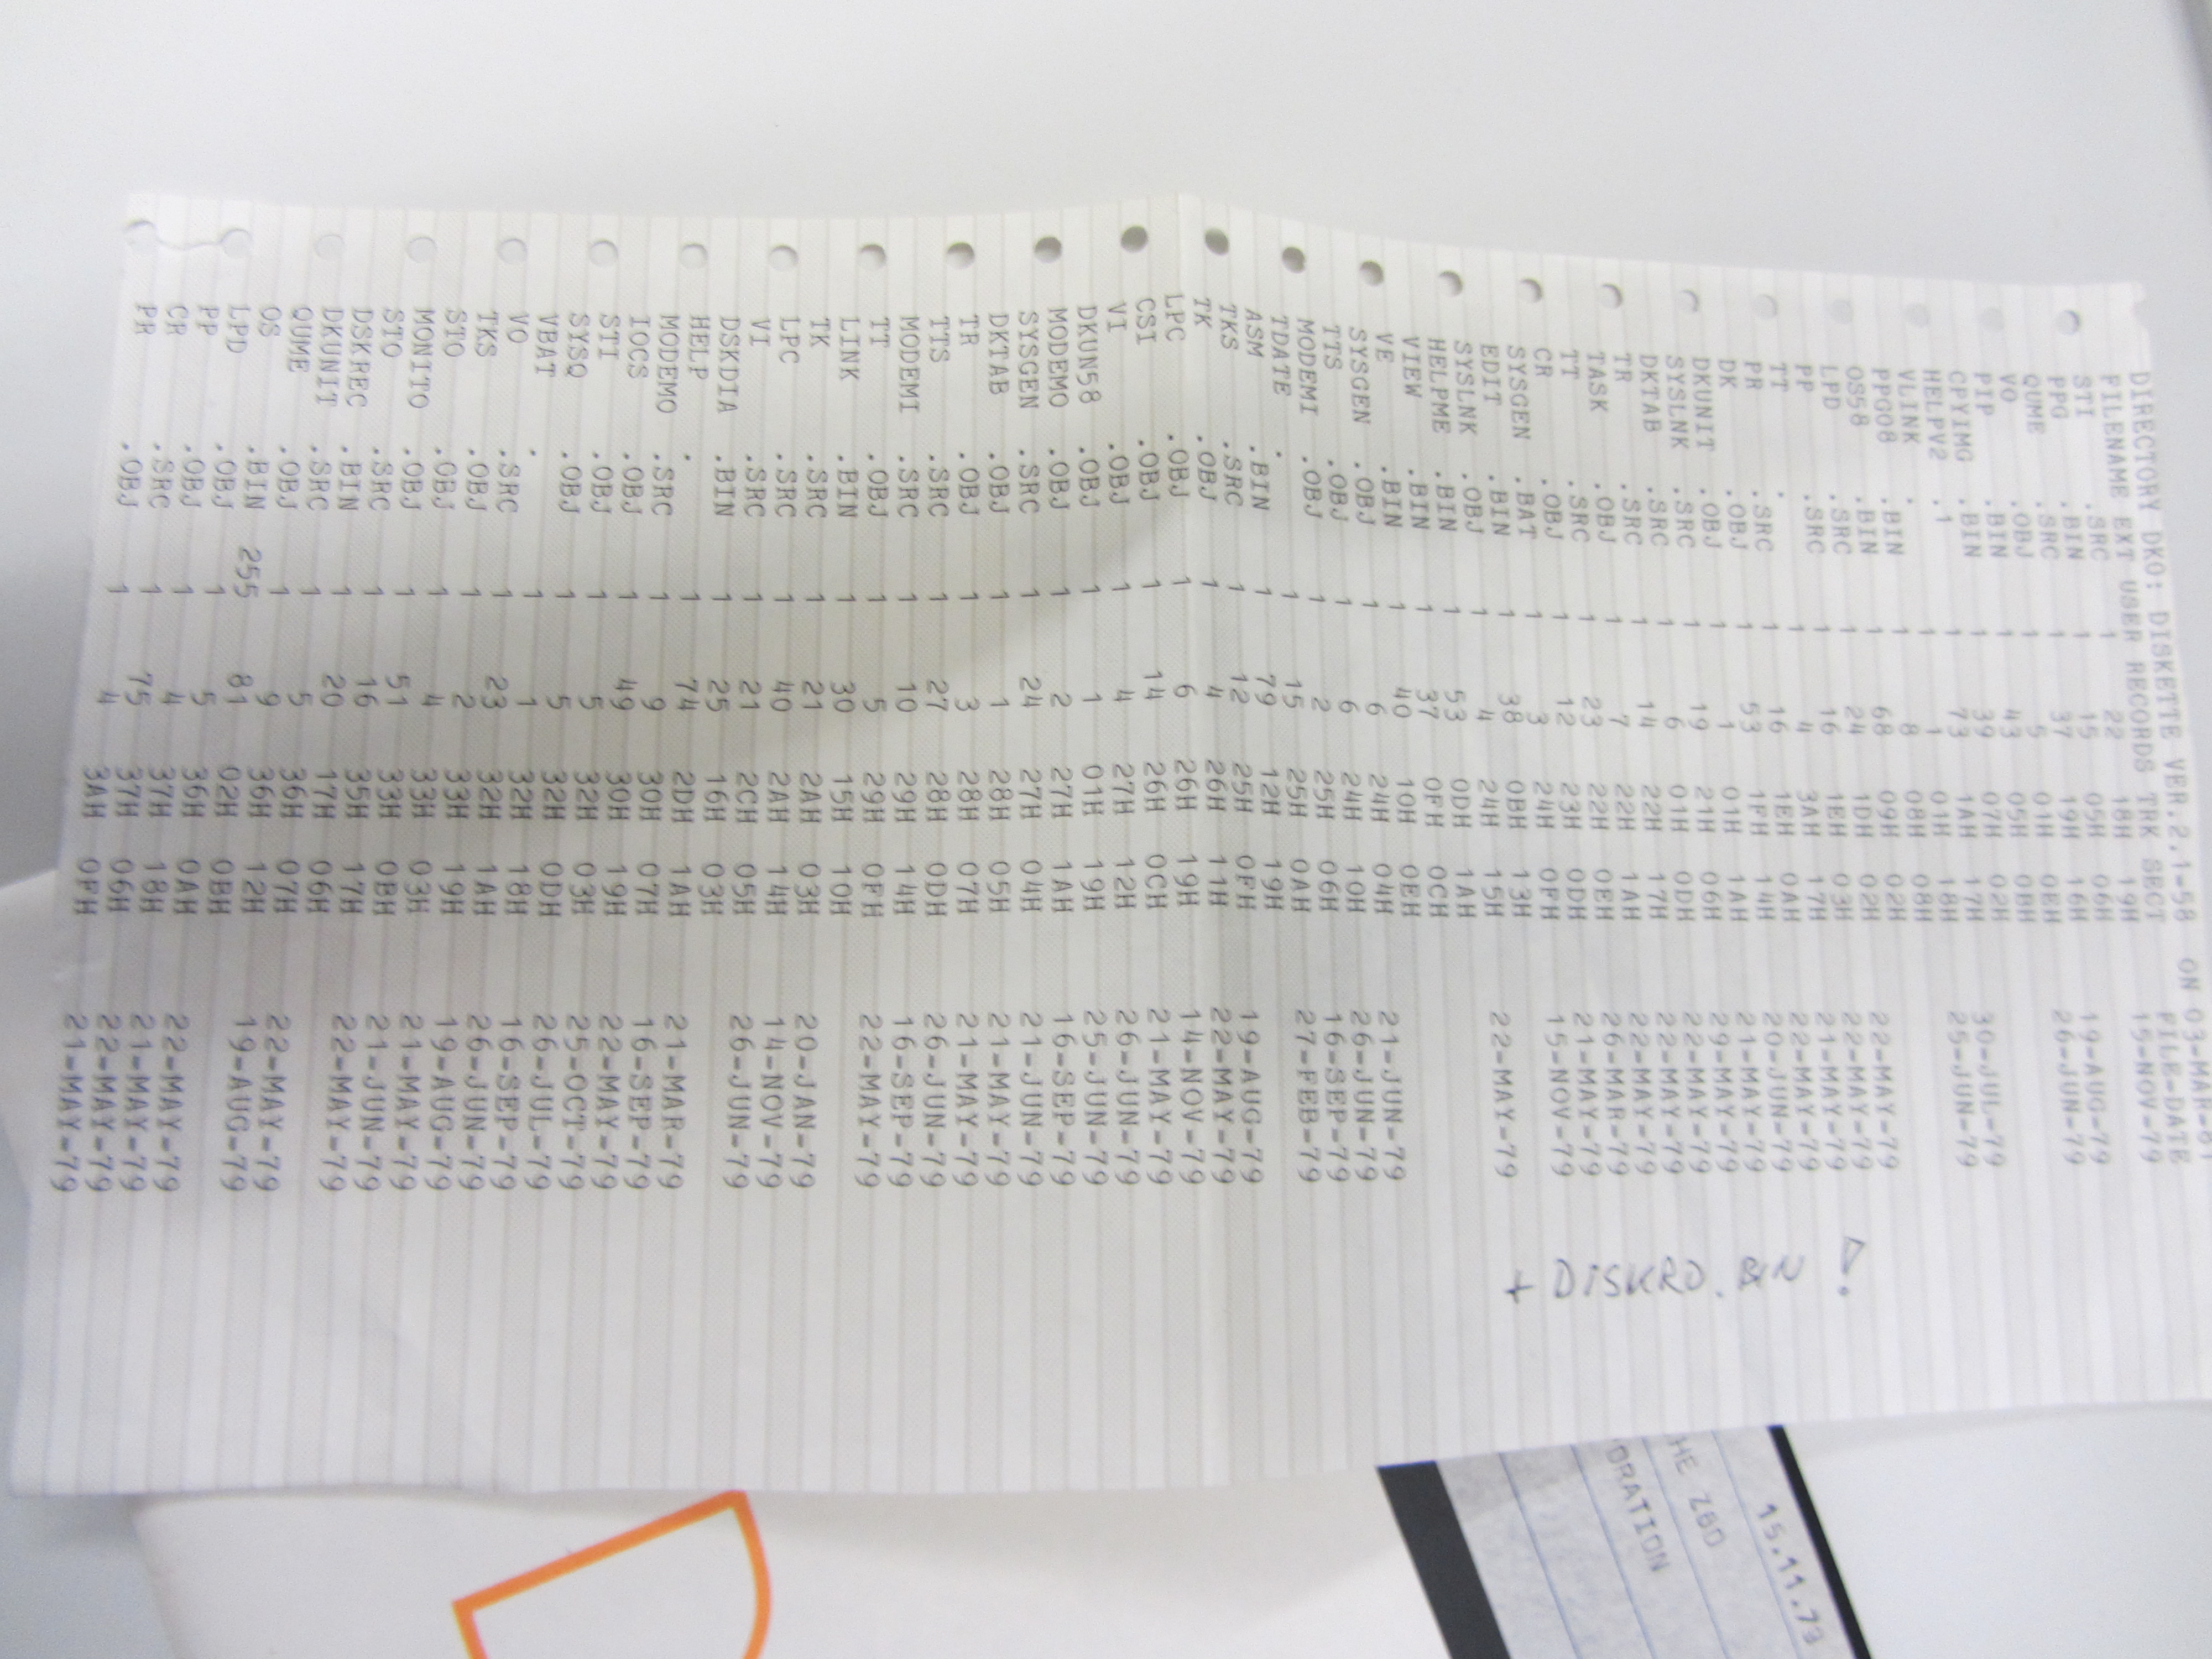 DIRECTORY DK0: DISKETTE VER.2.1-58 ON 03-MAR-81
FILENAME EXT USER RECORDS TRK SECT FILE-DATE
STI .SRC 1 22 18H 19H 15-NOV-79
PPG .BIN 1 15 05H 06H
QUME .SRC 1 37 19H 16H 19-AUG-79
VO .OBJ 1 5 01H 0EH 26-JUN-79
PIP .BIN 1 43 05H 0BH
CPYIMG .BIN 1 39 07H 02H
HELPV2 .1 1 73 1AH 17H 30-JUL-79
VLINK . 1 1 01H 18H 25-JUN-79
PPGO8 .BIN 1 8 08H 08H
OS58 .BIN 1 68 09H 02H
LPD .SRC 1 24 1DH 02H 22-MAY-79
PP .SRC 1 16 1EH 03H 22-MAY-79
TT . 1 4 3AH 17H 21-MAY-79
PR .SRC 1 16 1EH 0AH 22-MAY-79
DK .OBJ 1 53 1FH 14H 20-JUN-79
DKUNIT .OBJ 1 1 01H 1AH 21-MAY-79
SYSLNK .SRC 1 19 21H 06H 29-MAY-79
DKTAB .SRC 1 6 01H 0DH 22-MAY-79
TR .SRC 1 14 22H 17H 22-MAY-79
TASK .OBJ 1 7 22H 1AH 22-MAY-79
TT .SRC 1 23 22H 0EH 26-MAR-79
CR .OBJ 1 12 23H 0DH 21-MAY-79
SYSGEN .BAT 1 3 24H 0FH 15-NOV-79
EDIT .BIN 1 38 0BH 13H
SYSLNK .OBJ 1 4 24H 15H 22-MAY-79
HELPME .BIN 1 53 0DH 1AH
VIEW .BIN 1 37 0FH 0CH
VE .BIN 1 40 10H 0EH
SYSGEN .OBJ 1 6 24H 04H 21-JUN-79
TTS .OBJ 1 6 24H 10H 26-JUN-79
MODEMI .OBJ 1 2 25H 06H 16-SEP-79
TDATE . 1 15 25H 0AH 27-FEB-79
ASM .BIN 1 79 12H 19H
TKS .SRC 1 12 25H 0FH 19-AUG-79
TK .OBJ 1 4 26H 11H 22-MAY-79
LPC .OBJ 1 6 26H 19H 14-NOV-79
CSI .OBJ 1 14 26H 0CH 21-MAY-79
VI .OBJ 1 4 27H 12H 26-JUN-79
DKUN58 .OBJ 1 1 01H 19H 25-JUN-79
MODEMO .OBJ 1 2 27H 1AH 16-SEP-79
SYSGEN .SRC 1 24 27H 04H 21-JUN-79
DKTAB .OBJ 1 1 28H 05H 21-MAY-79
TR .OBJ 1 3 28H 07H 21-MAY-79
TTS .SRC 1 27 28H 0DH 26-JUN-79
MODEMI .SRC 1 10 29H 14H 16-SEP-79
TT .OBJ 1 5 29H 0FH 22-MAY-79
LINK .BIN 1 30 15H 10H
TK .SRC 1 21 2AH 03H 20-JAN-79
LPC .SRC 1 40 2AH 14H 14-NOV-79
VI .SRC 1 21 2CH 05H 26-JUN-79
DSKDIA .BIN 1 25 16H 03H
HELP . 1 74 2DH 1AH 21-MAR-79
MODEMO .SRC 1 9 30H 07H 16-SEP-79
IOCS .OBJ 1 49 30H 19H 22-MAY-79
STI .OBJ 1 5 32H 03H 25-OCT-79
SYSQ .OBJ 1 5 32H 0DH 26-JUL-79
VBAT . 1 1 32H 18H 16-SEP-79
VO .SRC 1 23 32H 1AH 26-JUN-79
TKS .OBJ 1 2 33H 19H 19-AUG-79
STO .OBJ 1 4 33H 03H 21-MAY-79
MONITO .OBJ 1 51 33H 0BH 21-JUN-79
STO .SRC 1 16 35H 17H 22-MAY-79
DSKREC .BIN 1 20 17H 06H
DKUNIT .SRC 1 5 36H 07H 22-MAY-79
QUME .OBJ 1 9 36H 12H 19-AUG-79
OS .BIN 255 81 02H 0BH
LPD .OBJ 1 5 36H 0AH 22-MAY-79
PP .OBJ 1 4 37H 18H 21-MAY-79
CR .SRC 1 75 37H 06H 22-MAY-79
PR .OBJ 1 4 3AH 0FH 21-MAY-79
+ DISKRD.BIN !
15.11.79
HE Z80
ORATION